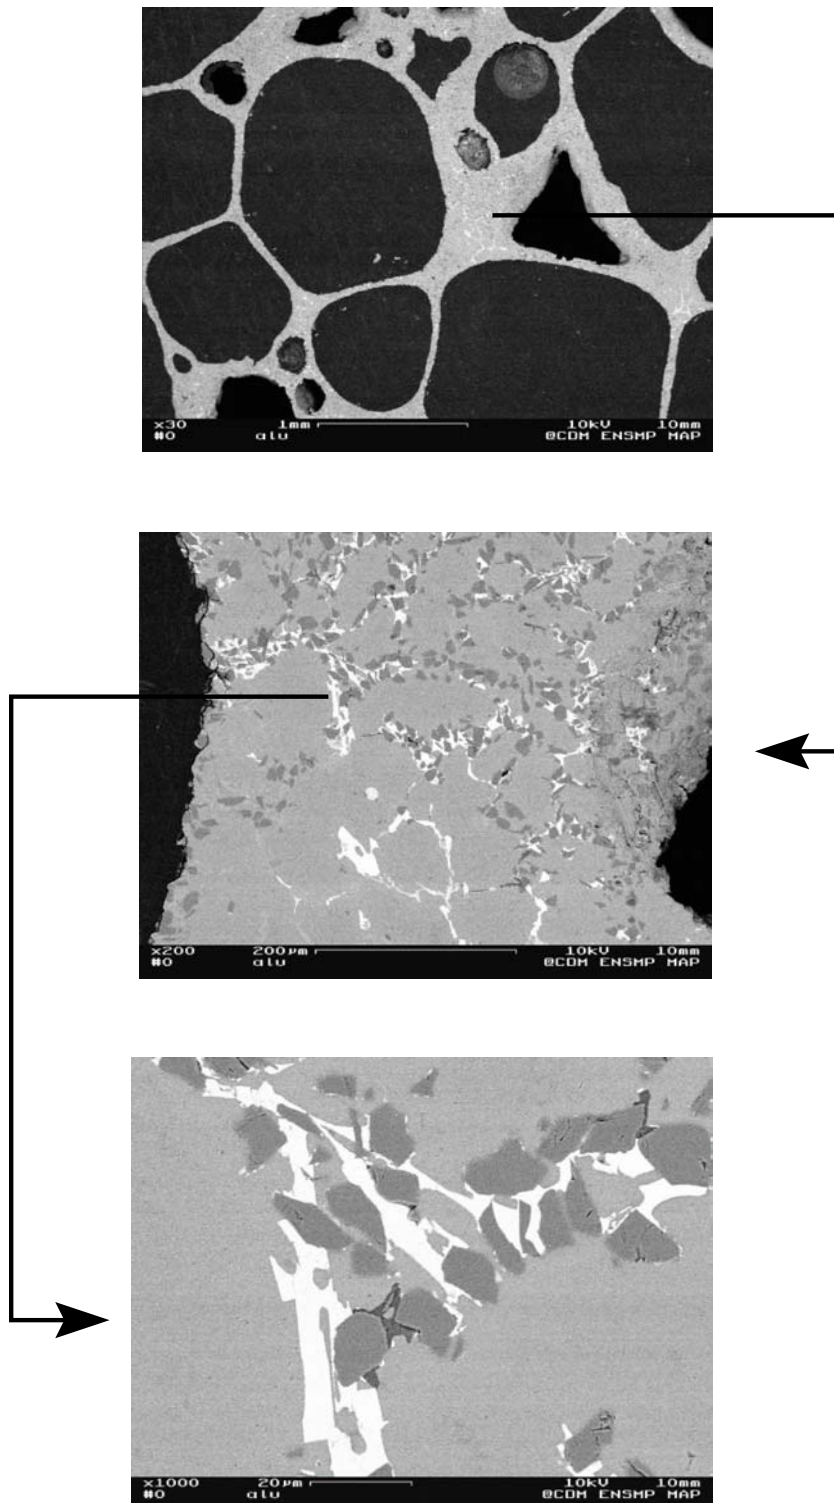 x30 1mm 10kV 10mm
#0 alu @CDM ENSMP MAP
x200 200µm 10kV 10mm
#0 alu @CDM ENSMP MAP
x1000 20µm 10kV 10mm
#0 alu @CDM ENSMP MAP